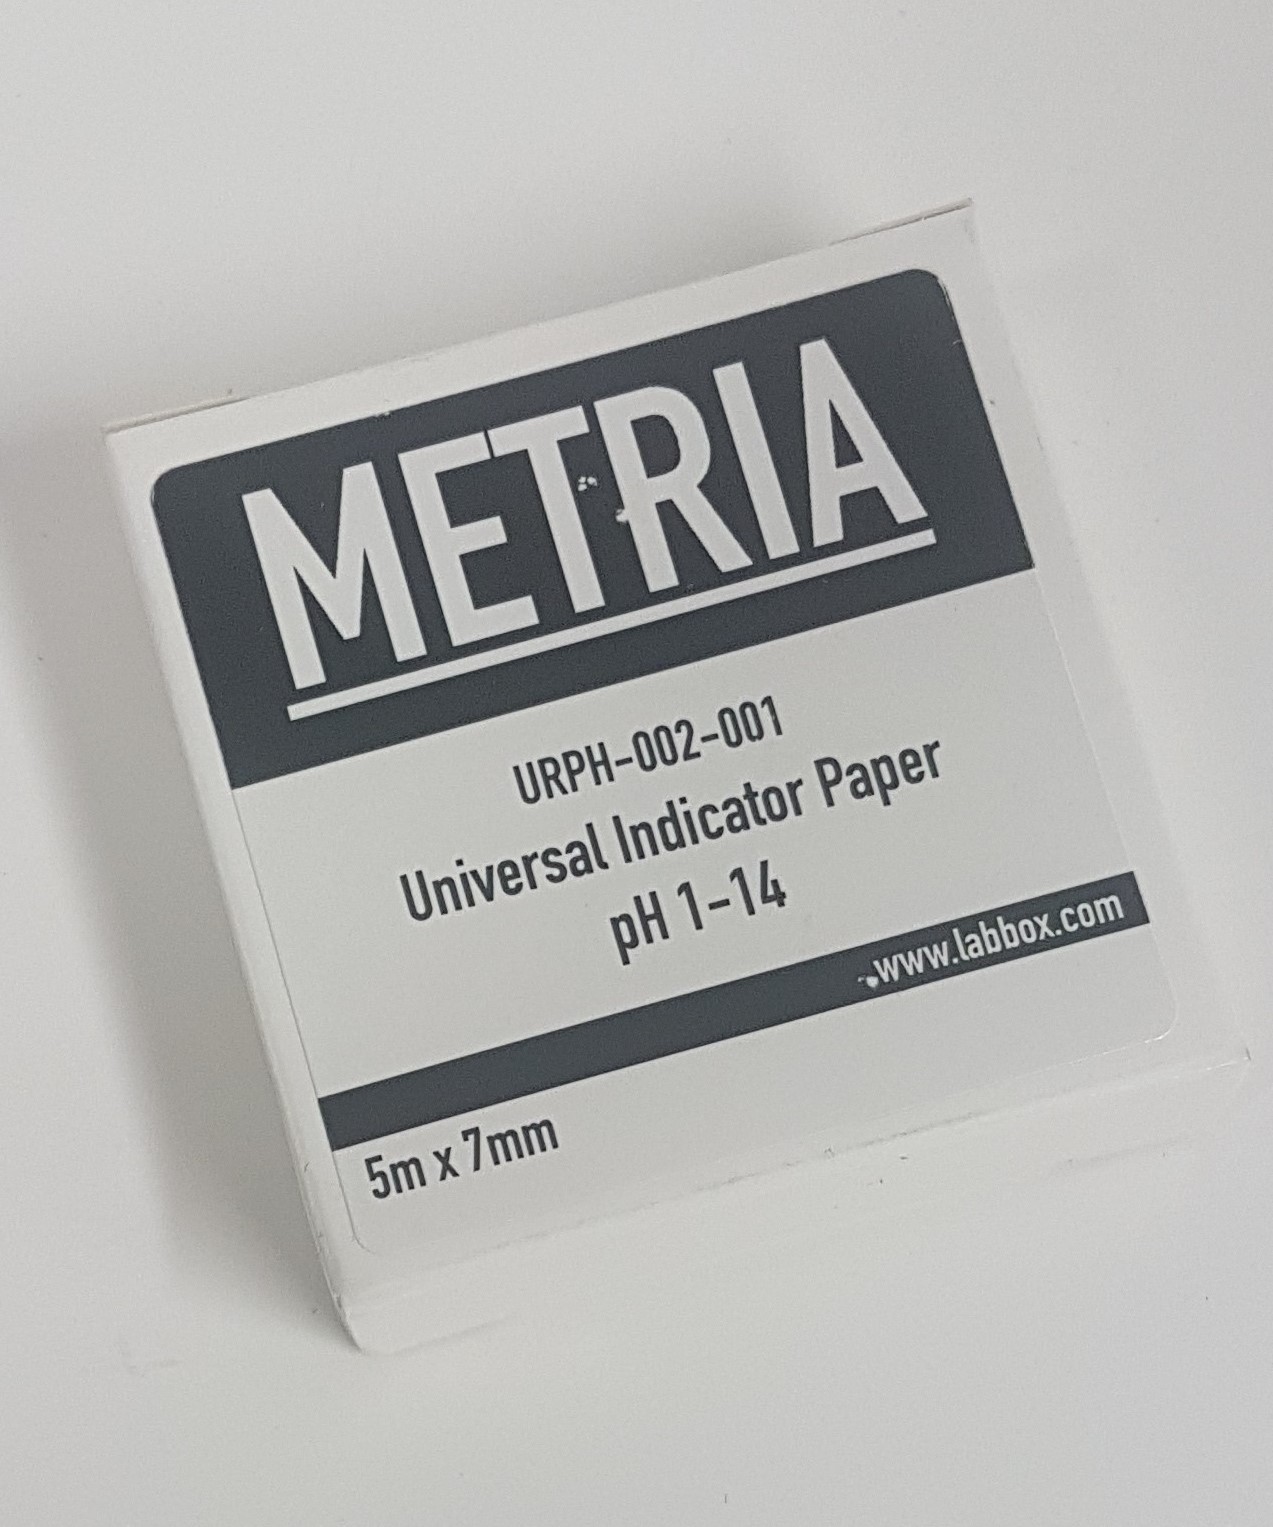 METRIA
URPH-002-001
Universal Indicator Paper
pH 1-14
www.labbox.com
5m x 7mm